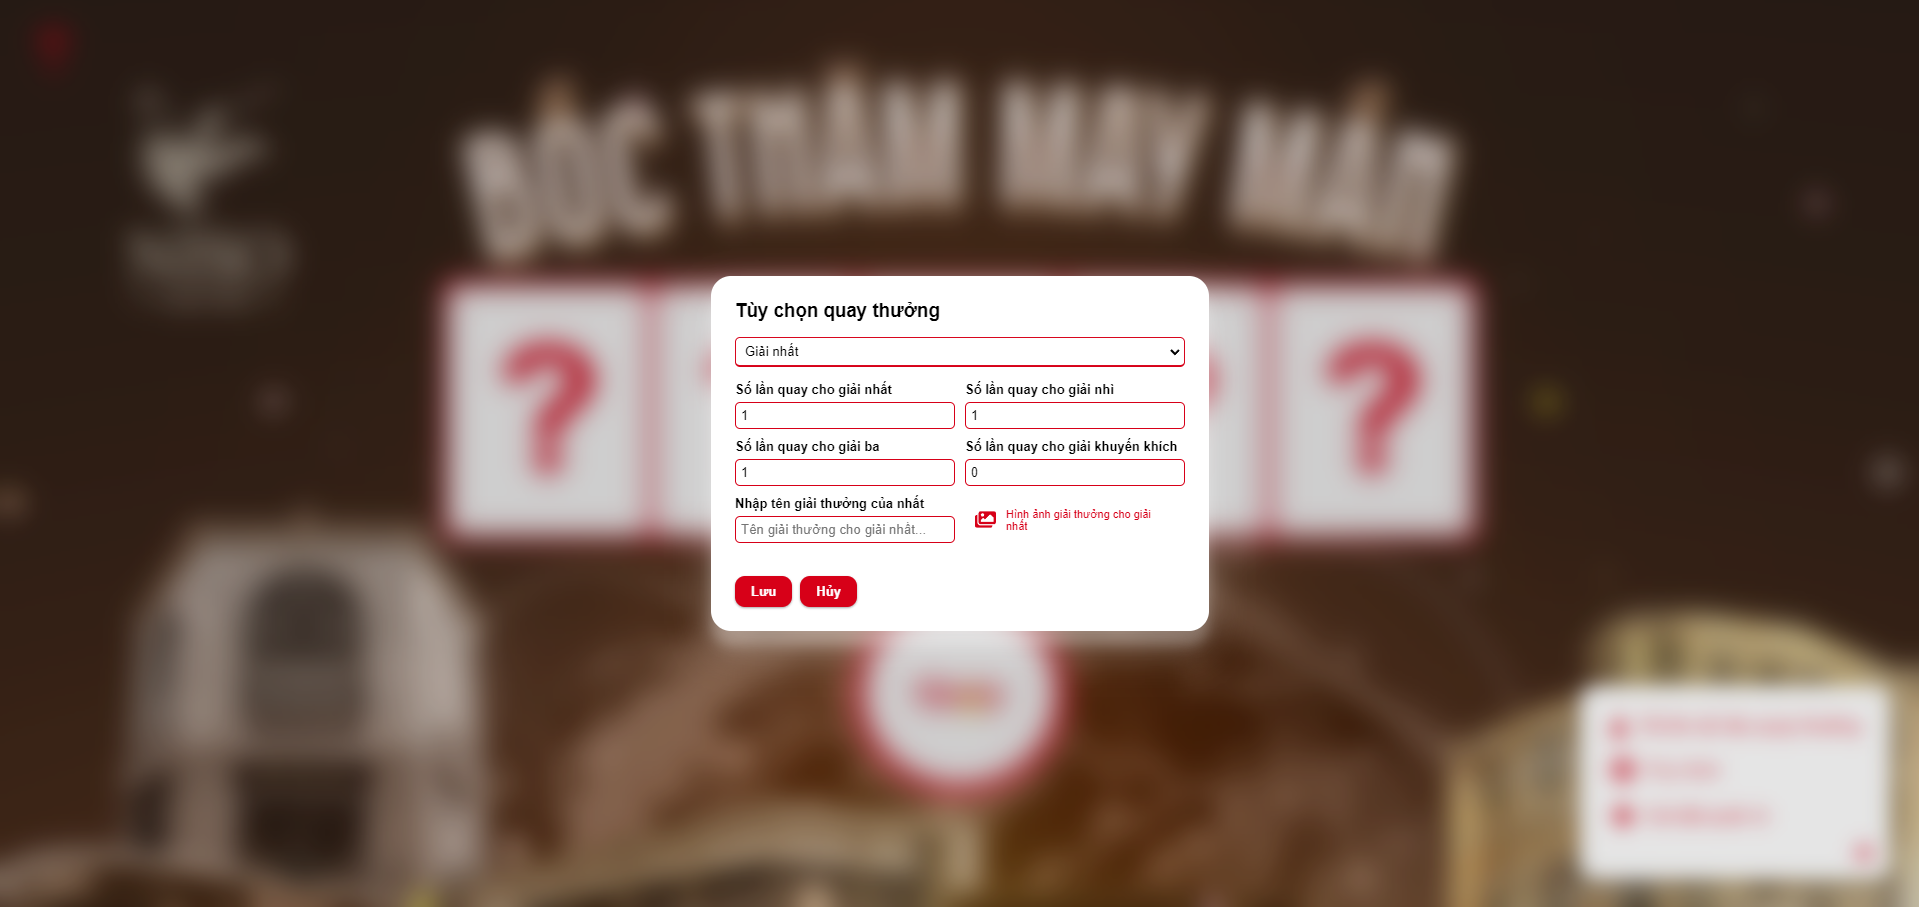 BỐC THĂM MAY MẮN
? ?
Tùy chọn quay thưởng
Giải nhất
Số lần quay cho giải nhất
Số lần quay cho giải nhì
1
1
Số lần quay cho giải ba
Số lần quay cho giải khuyến khích
1
0
Nhập tên giải thưởng của nhất
Hình ảnh giải thưởng cho giải
nhất
Tên giải thưởng cho giải nhất...
Lưu
Hủy